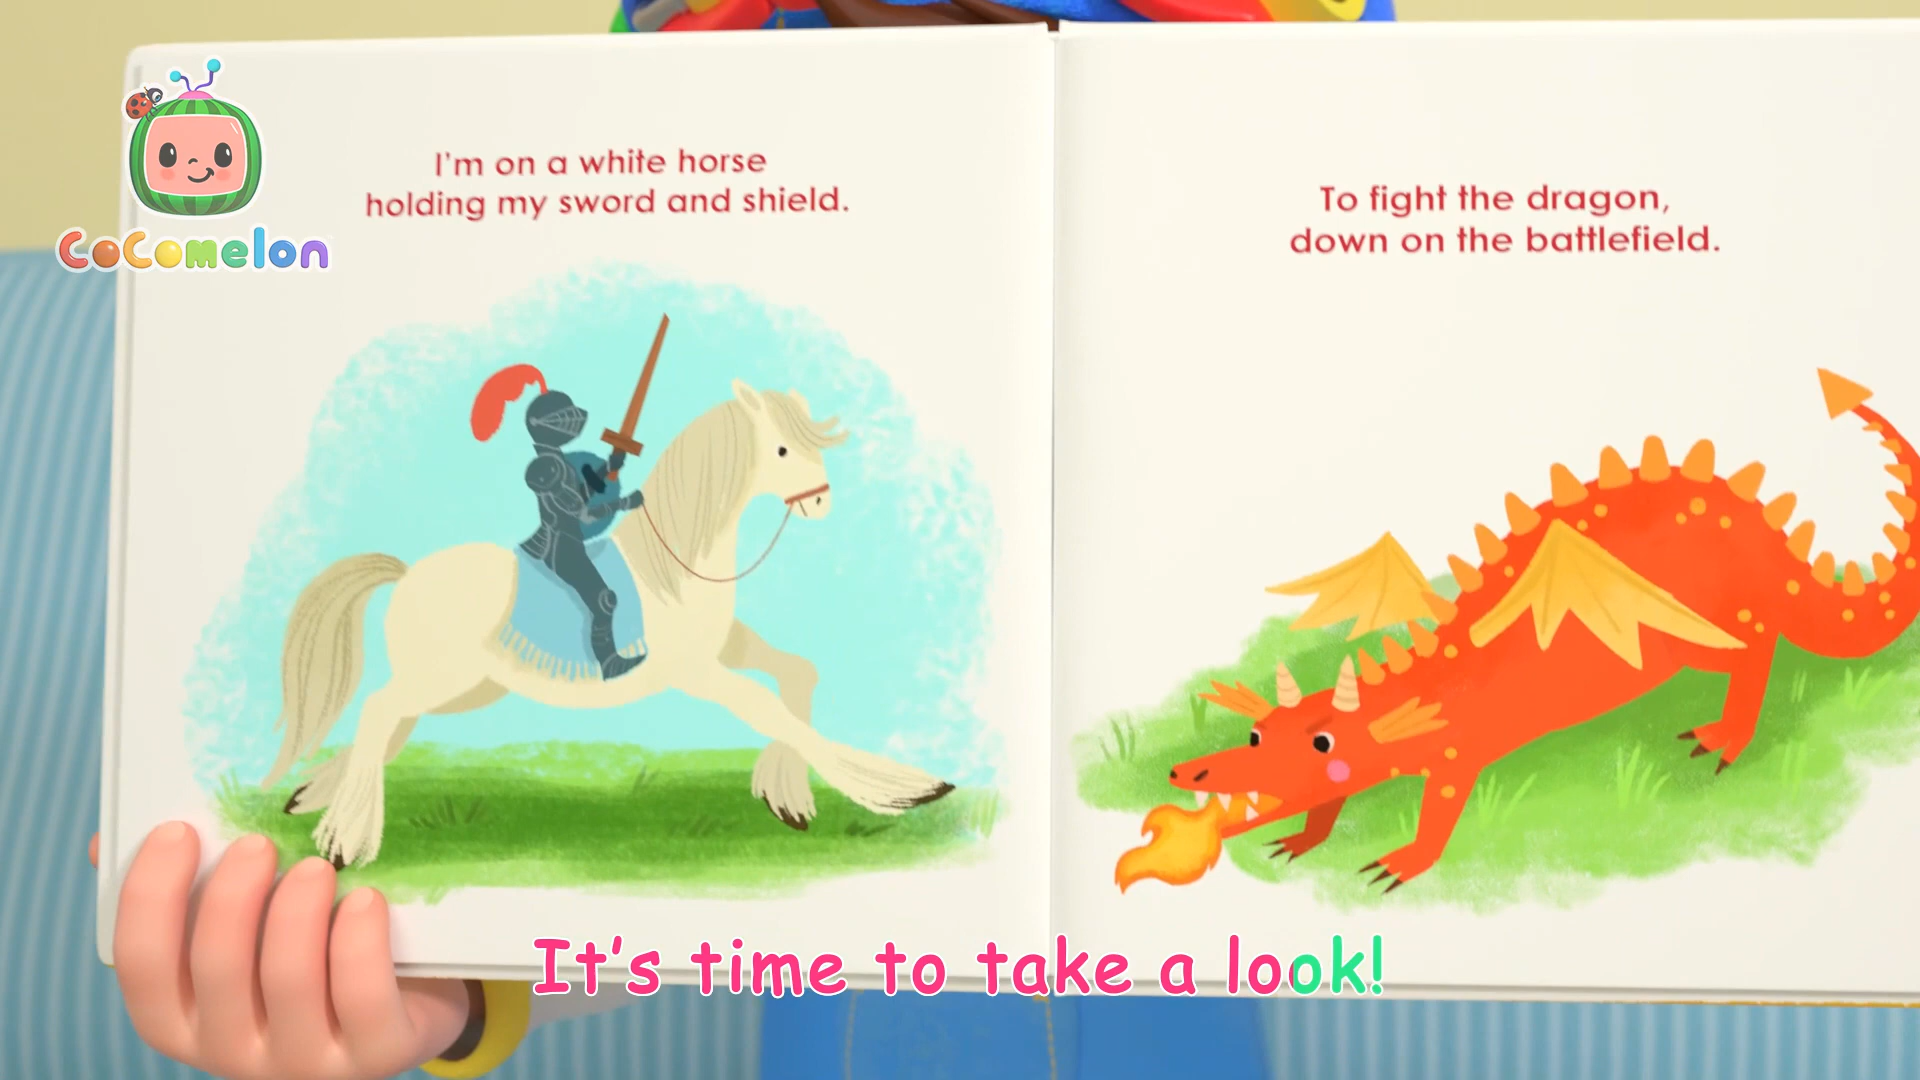 CoComelon
I'm on a white horse
holding my sword and shield.
To fight the dragon,
down on the battlefield.
It's time to take a look!